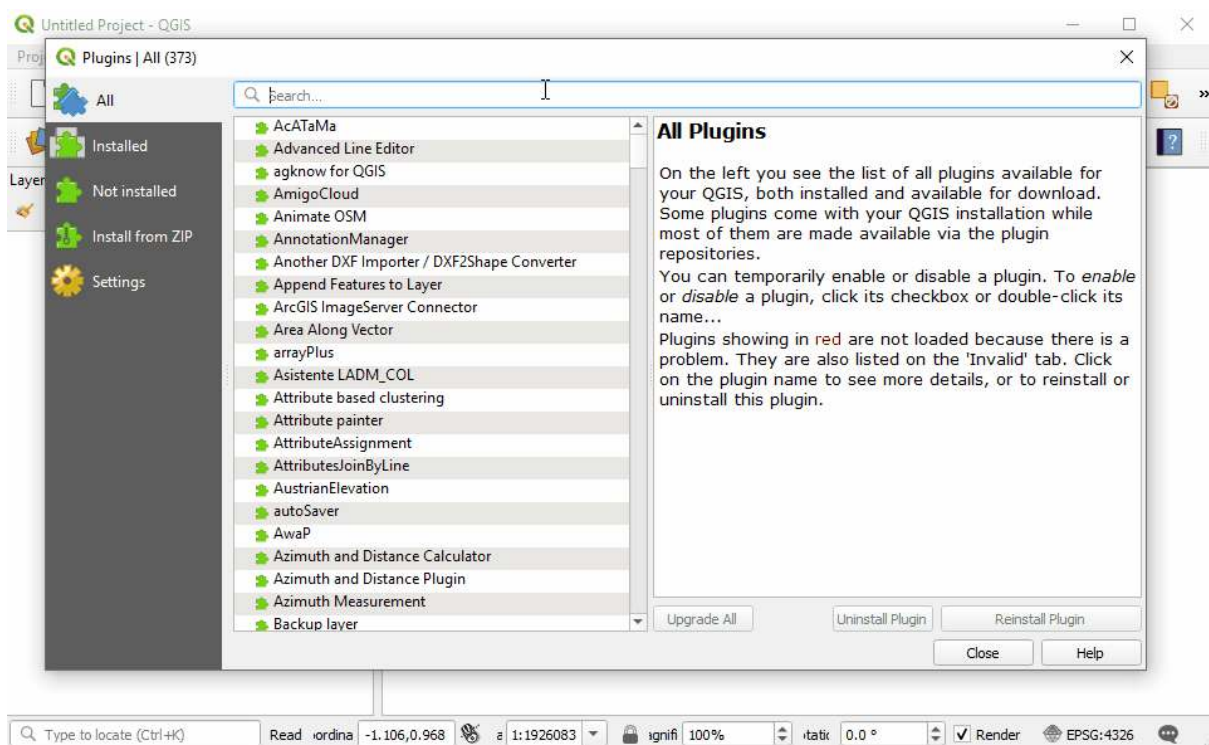 Untitled Project - QGIS
Proj
Plugins | All (373)
All
Installed
Not installed
Install from ZIP
Settings
Layer
Search...
AcATaMa
Advanced Line Editor
agknow for QGIS
AmigoCloud
Animate OSM
AnnotationManager
Another DXF Importer / DXF2Shape Converter
Append Features to Layer
ArcGIS ImageServer Connector
Area Along Vector
arrayPlus
Asistente LADM_COL
Attribute based clustering
Attribute painter
AttributeAssignment
AttributesJoinByLine
AustrianElevation
autoSaver
AwaP
Azimuth and Distance Calculator
Azimuth and Distance Plugin
Azimuth Measurement
Backup layer
All Plugins
On the left you see the list of all plugins available for
your QGIS, both installed and available for download.
Some plugins come with your QGIS installation while
most of them are made available via the plugin
repositories.
You can temporarily enable or disable a plugin. To enable
or disable a plugin, click its checkbox or double-click its
name...
Plugins showing in red are not loaded because there is a
problem. They are also listed on the 'Invalid' tab. Click
on the plugin name to see more details, or to reinstall or
uninstall this plugin.
Upgrade All Uninstall Plugin Reinstall Plugin
Close Help
»
?
Type to locate (Ctrl+K) Read ordina -1.106,0.968 a 1:1926083 agnifi 100% tatic 0.0 ° Render EPSG:4326